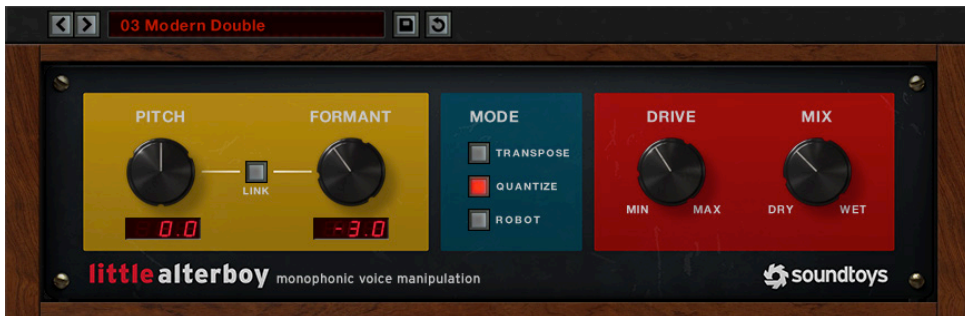 03 Modern Double
PITCH
FORMANT
LINK
0.0
-3.0
MODE
TRANSPOSE
QUANTIZE
ROBOT
DRIVE
MIN MAX
MIX
DRY WET
littlealterboy monophonic voice manipulation
soundtoys